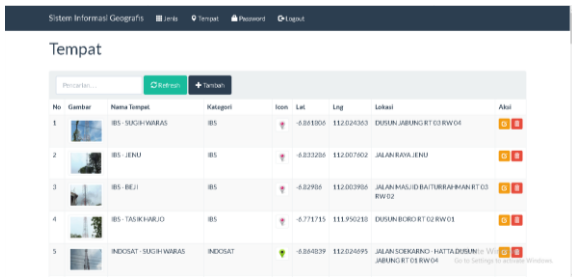 Sistem Informasi Geografis Jenis Tempat Password Logout
Tempat
Pencarian... Refresh Tambah
No Gambar Nama Tempat Kategori Icon Lat Lng Lokasi Aksi
1 IBS - SUGIH WARAS IBS -6.861806 112.024363 DUSUN JABUNG RT 03 RW 04
2 IBS - JENU IBS -6.833286 112.007602 JALAN RAYA JENU
3 IBS - BEJI IBS -6.82986 112.003986 JALAN MASJID BAITURRAHMAN RT 03
RW 02
4 IBS - TASIKHARJO IBS -6.771715 111.950218 DUSUN BORO RT 02 RW 01
5 INDOSAT - SUGIH WARAS INDOSAT -6.864839 112.024695 JALAN SOEKARNO - HATTA DUSUN
JABUNG RT 01 RW 04
Go to Settings to activate Windows.